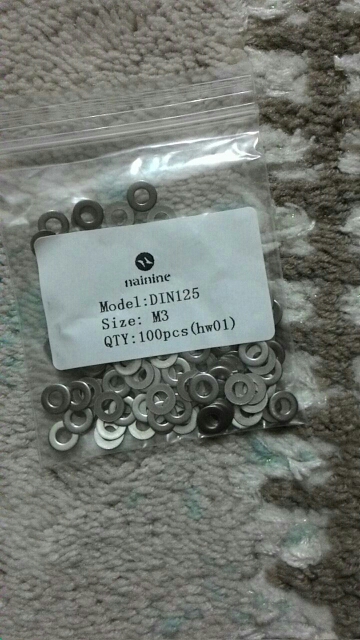 nainine
Model:DIN125
Size: M3
QTY:100pcs(hw01)